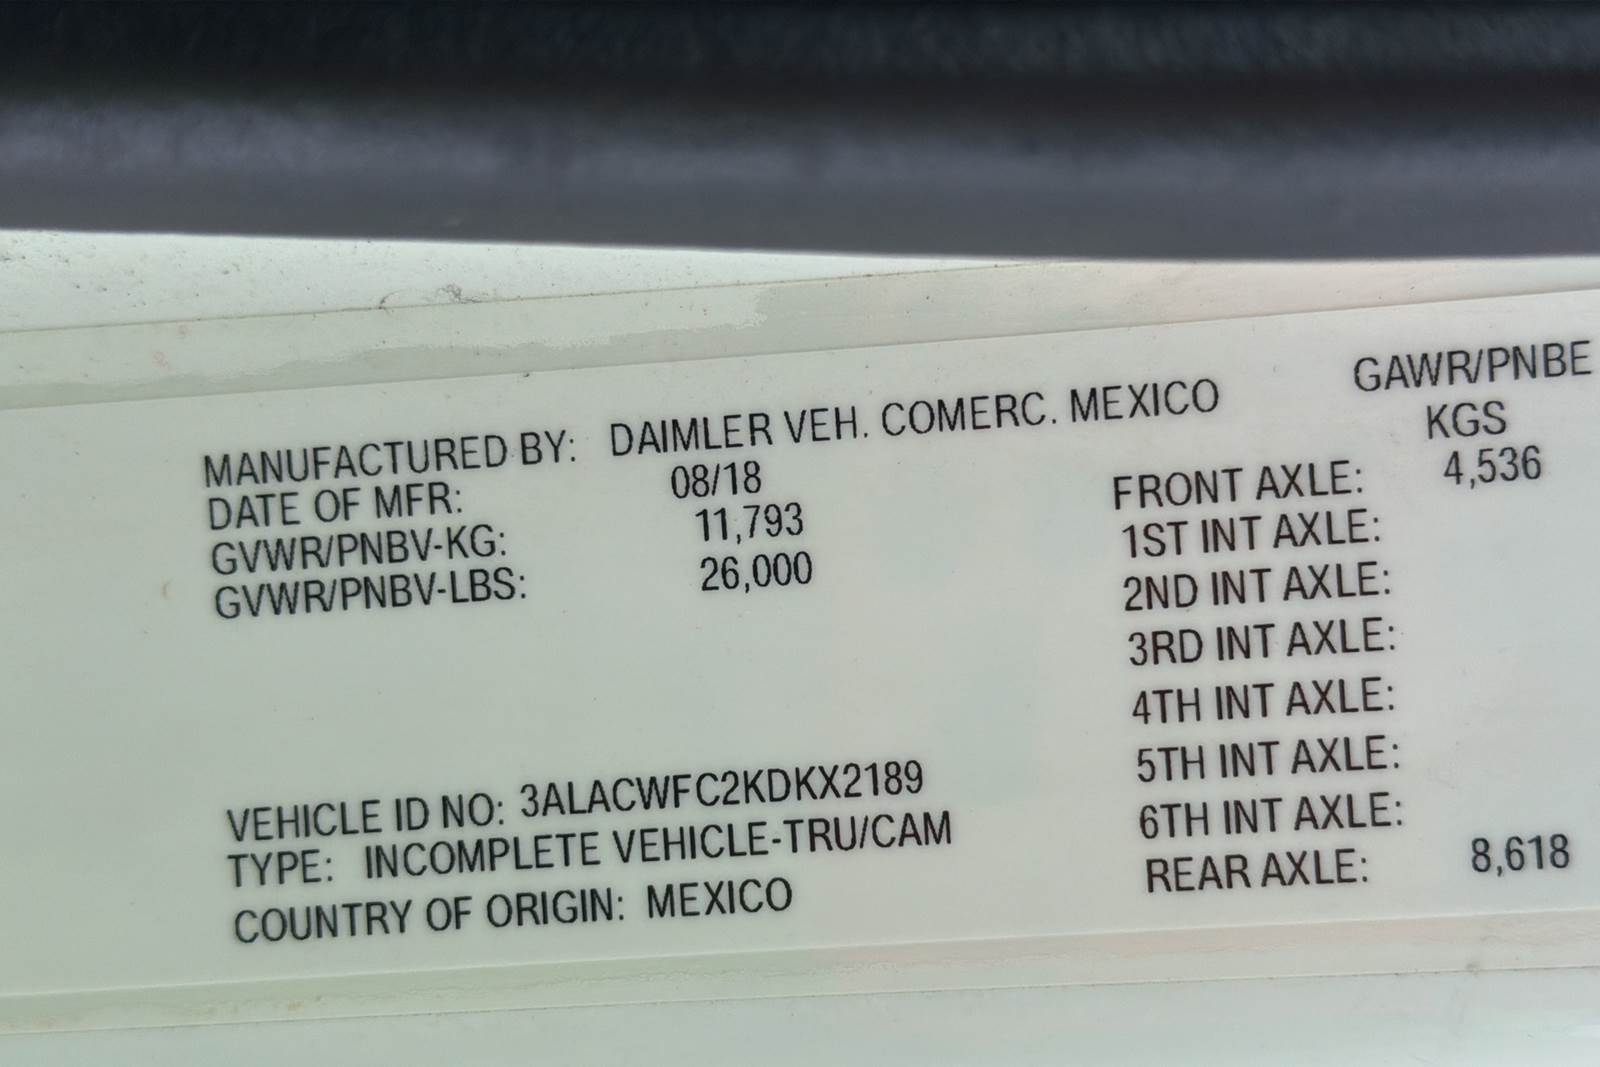 MANUFACTURED BY: DAIMLER VEH. COMERC. MEXICO
DATE OF MFR: 08/18
GVWR/PNBV-KG: 11,793
GVWR/PNBV-LBS: 26,000
VEHICLE ID NO: 3ALACWFC2KDKX2189
TYPE: INCOMPLETE VEHICLE-TRU/CAM
COUNTRY OF ORIGIN: MEXICO
GAWR/PNBE
KGS
FRONT AXLE: 4,536
1ST INT AXLE:
2ND INT AXLE:
3RD INT AXLE:
4TH INT AXLE:
5TH INT AXLE:
6TH INT AXLE:
REAR AXLE: 8,618